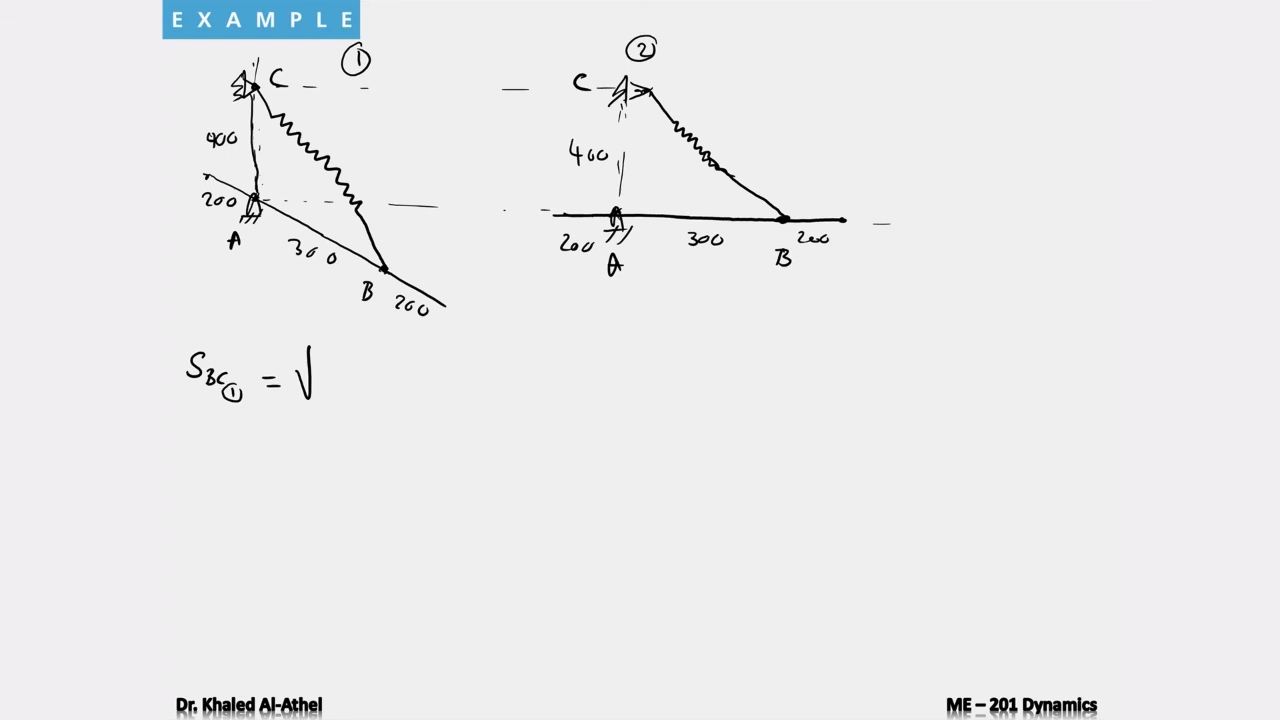 EXAMPLE
①
②
C
C
400
400
200
A
300
B
200
200
A
300
B
200
S_BC① = √
Dr. Khaled Al-Athel
ME – 201 Dynamics